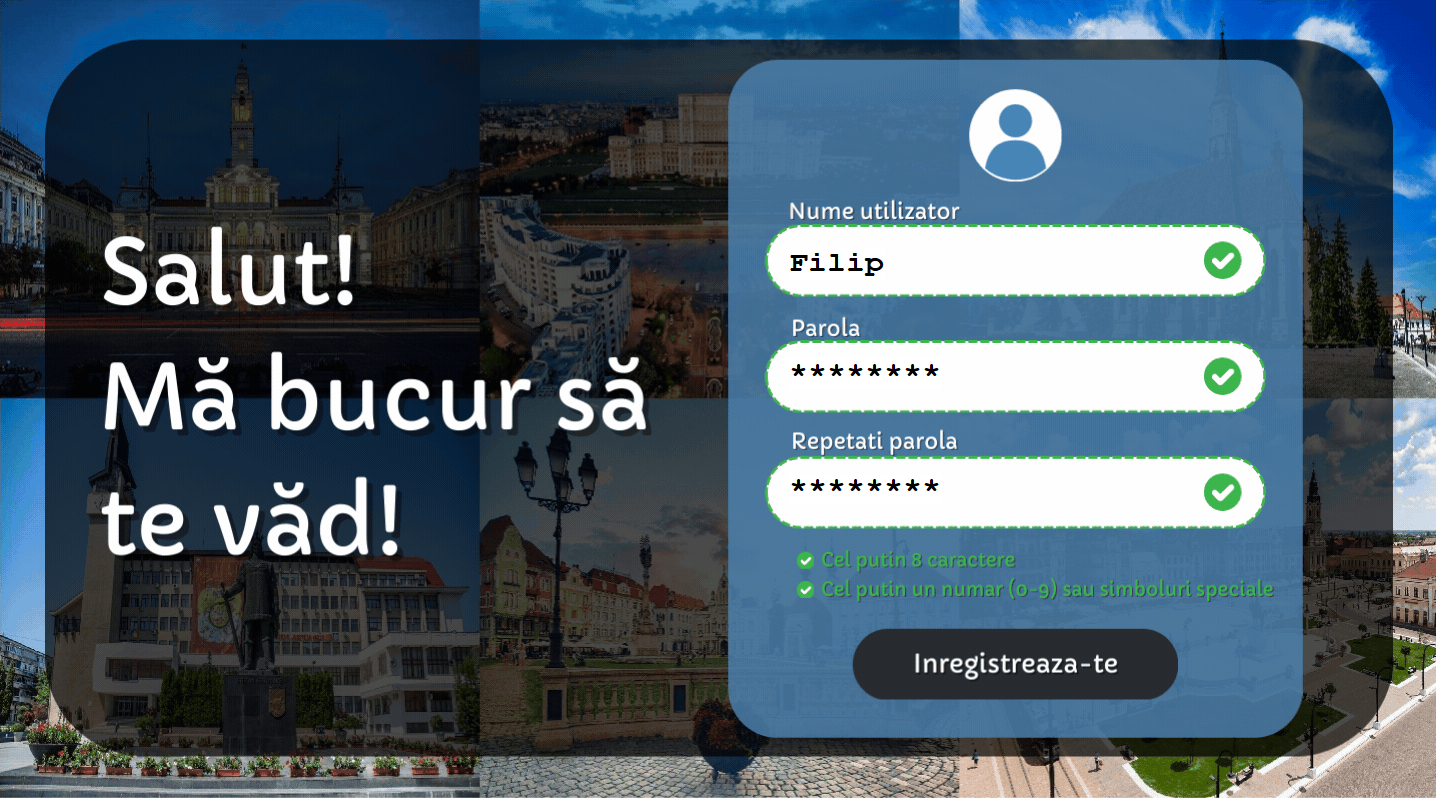 Salut!
Mă bucur să
te văd!
Nume utilizator
Filip
Parola
********
Repetati parola
********
Cel putin 8 caractere
Cel putin un numar (0-9) sau simboluri speciale
Inregistreaza-te